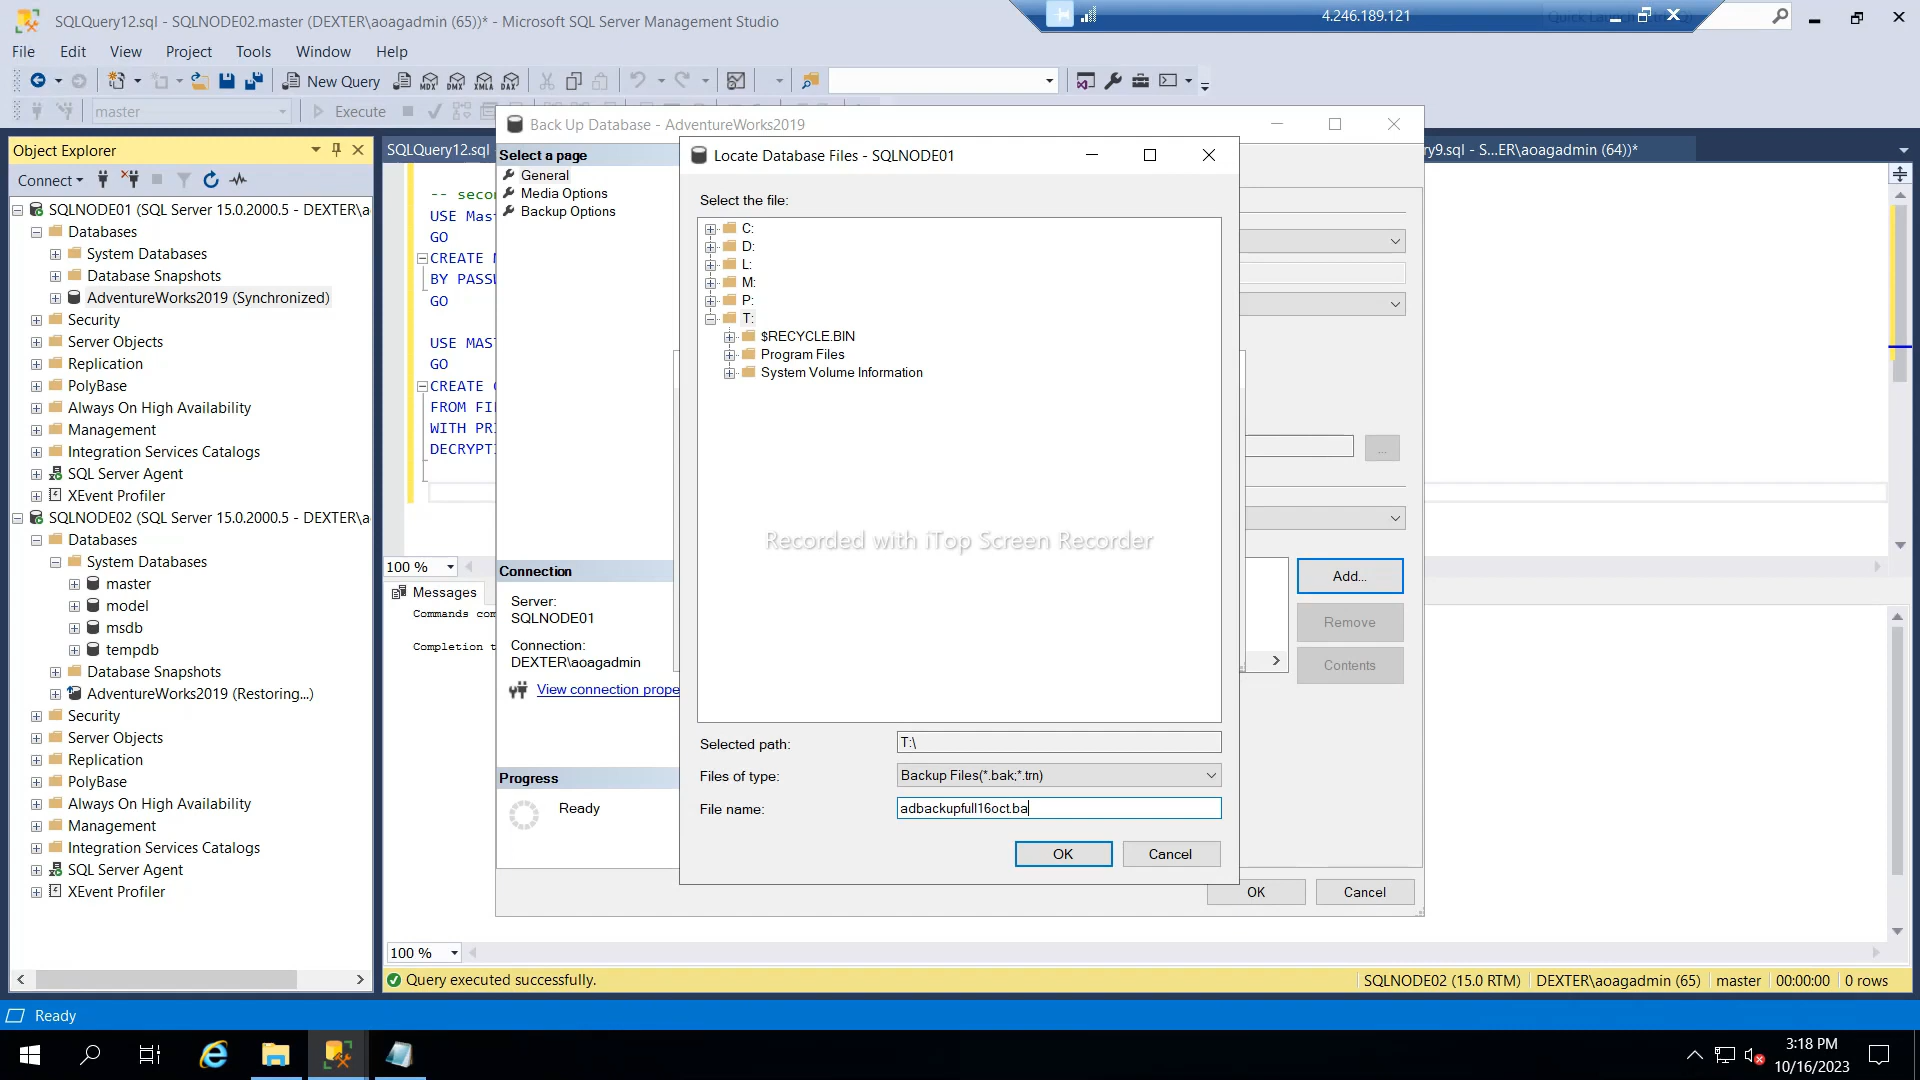 SQLQuery12.sql - SQLNODE02.master (DEXTER\aoagadmin (65))* - Microsoft SQL Server Management Studio
4.246.189.121
File Edit View Project Tools Window Help
New Query
MDX DMX XMLA DAX
master
Execute
Object Explorer
Connect
SQLNODE01 (SQL Server 15.0.2000.5 - DEXTER\a
Databases
System Databases
Database Snapshots
AdventureWorks2019 (Synchronized)
Security
Server Objects
Replication
PolyBase
Always On High Availability
Management
Integration Services Catalogs
SQL Server Agent
XEvent Profiler
SQLNODE02 (SQL Server 15.0.2000.5 - DEXTER\a
Databases
System Databases
master
model
msdb
tempdb
Database Snapshots
AdventureWorks2019 (Restoring...)
Security
Server Objects
Replication
PolyBase
Always On High Availability
Management
Integration Services Catalogs
SQL Server Agent
XEvent Profiler
SQLQuery12.sql
ry9.sql - S...ER\aoagadmin (64))*
-- secon
USE Mas
GO
CREATE
BY PASS
GO
USE MAS
GO
CREATE
FROM FI
WITH PRI
DECRYPTI
100 %
Messages
Commands com
Completion t
100 %
Back Up Database - AdventureWorks2019
Select a page
General
Media Options
Backup Options
Connection
Server:
SQLNODE01
Connection:
DEXTER\aoagadmin
View connection prope
Progress
Ready
...
Add...
Remove
Contents
OK
Cancel
Locate Database Files - SQLNODE01
Select the file:
C:
D:
L:
M:
P:
T:
$RECYCLE.BIN
Program Files
System Volume Information
Recorded with iTop Screen Recorder
Selected path:
T:\
Files of type:
Backup Files(*.bak;*.trn)
File name:
adbackupfull16oct.ba
OK
Cancel
Query executed successfully.
SQLNODE02 (15.0 RTM)
DEXTER\aoagadmin (65)
master
00:00:00
0 rows
Ready
3:18 PM
10/16/2023